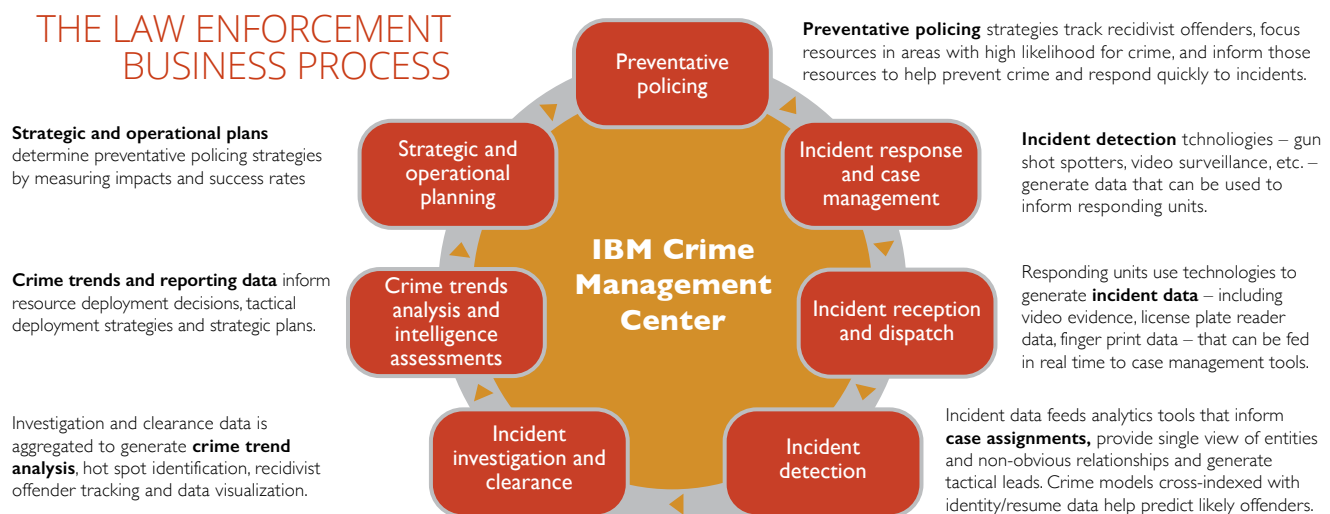 THE LAW ENFORCEMENT
BUSINESS PROCESS
Preventative policing strategies track recidivist offenders, focus
resources in areas with high likelihood for crime, and inform those
resources to help prevent crime and respond quickly to incidents.
Preventative
policing
Strategic and operational plans
determine preventative policing strategies
by measuring impacts and success rates
Strategic and
operational
planning
Incident response
and case
management
Incident detection tchnologies – gun
shot spotters, video surveillance, etc. –
generate data that can be used to
inform responding units.
IBM Crime
Management
Center
Crime trends and reporting data inform
resource deployment decisions, tactical
deployment strategies and strategic plans.
Crime trends
analysis and
intelligence
assessments
Incident reception
and dispatch
Responding units use technologies to
generate incident data – including
video evidence, license plate reader
data, finger print data – that can be fed
in real time to case management tools.
Investigation and clearance data is
aggregated to generate crime trend
analysis, hot spot identification, recidivist
offender tracking and data visualization.
Incident
investigation and
clearance
Incident
detection
Incident data feeds analytics tools that inform
case assignments, provide single view of entities
and non-obvious relationships and generate
tactical leads. Crime models cross-indexed with
identity/resume data help predict likely offenders.